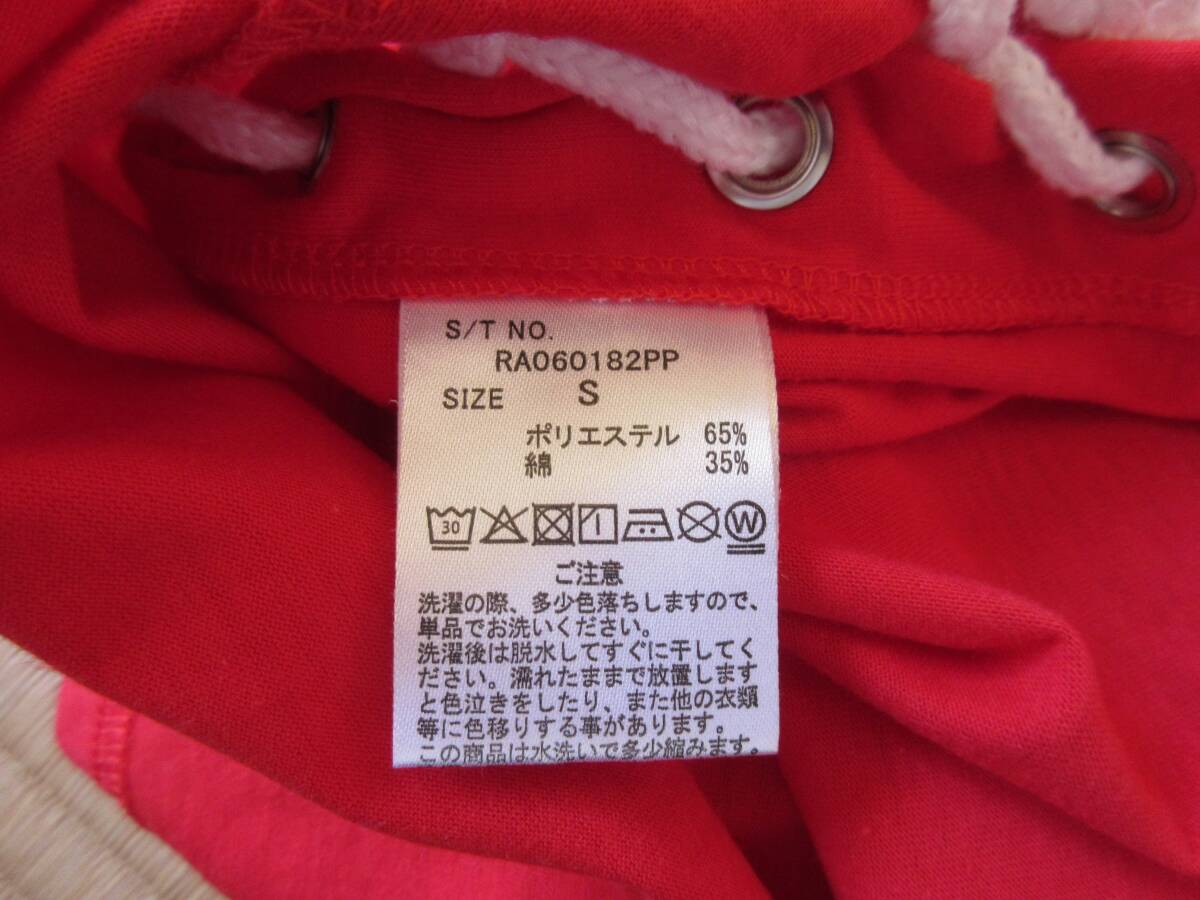 S/T NO.
RA060182PP
SIZE S
ポリエステル 65%
綿 35%
30 W
ご注意
洗濯の際、多少色落ちしますので、
単品でお洗いください。
洗濯後は脱水してすぐに干してく
ださい。濡れたままで放置します
と色泣きをしたり、また他の衣類
等に色移りする事があります。
この商品は水洗いで多少縮みます。